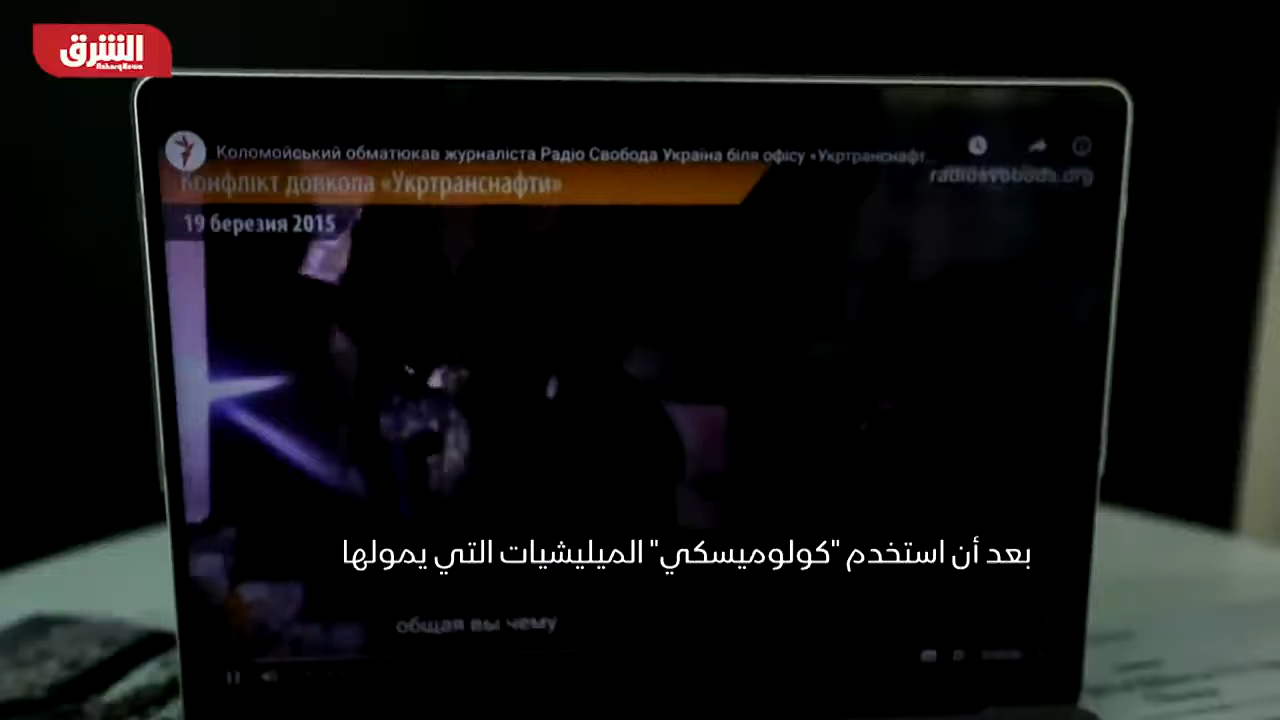 الشرق
Asharq News
Коломойський обматюкав журналіста Радіо Свобода Україна біля офісу «Укртранснафт...
Конфлікт довкола «Укртранснафти»
radiosvoboda.org
19 березня 2015
بعد أن استخدم "كولوميسكي" الميليشيات التي يمولها
общая вы чему